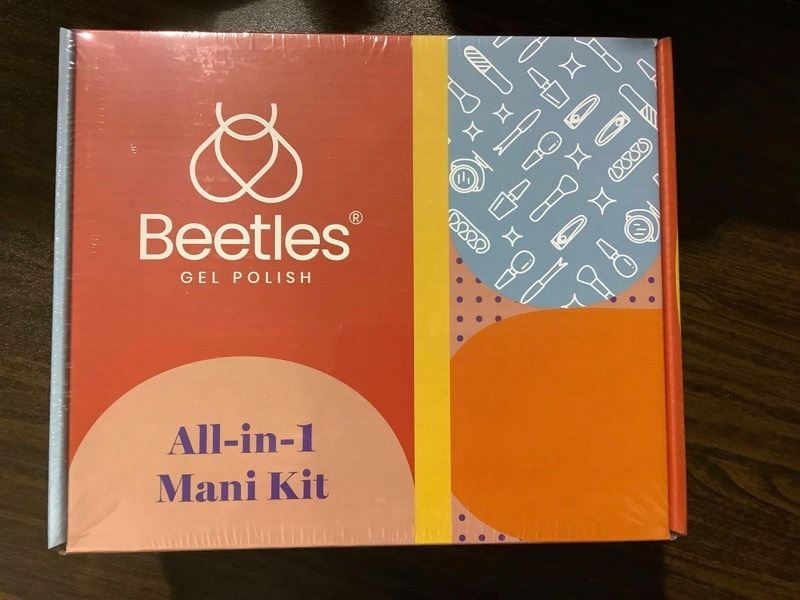 Beetles®
GEL POLISH
All-in-1
Mani Kit